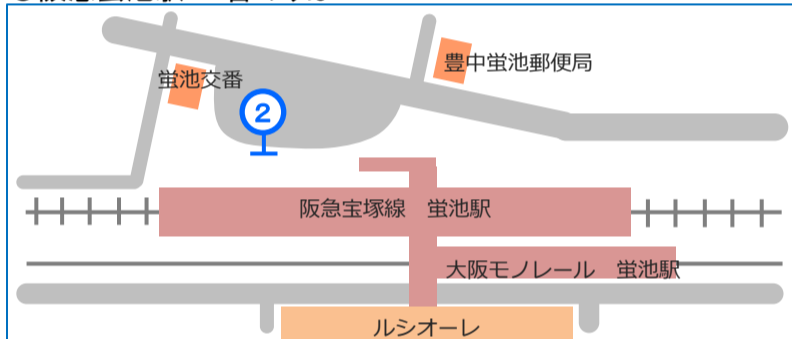 豊中蛍池郵便局
蛍池交番
2
阪急宝塚線　蛍池駅
大阪モノレール　蛍池駅
ルシオーレ